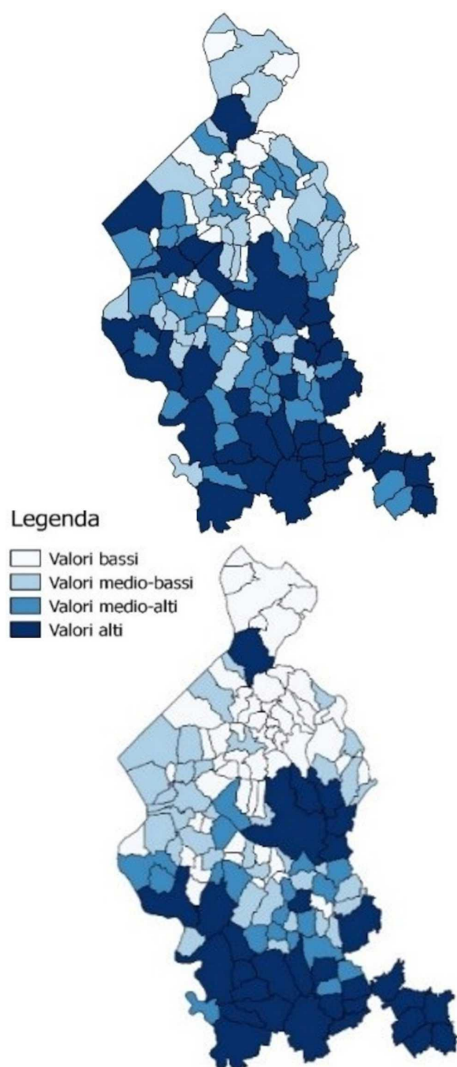 Legenda
Valori bassi
Valori medio-bassi
Valori medio-alti
Valori alti